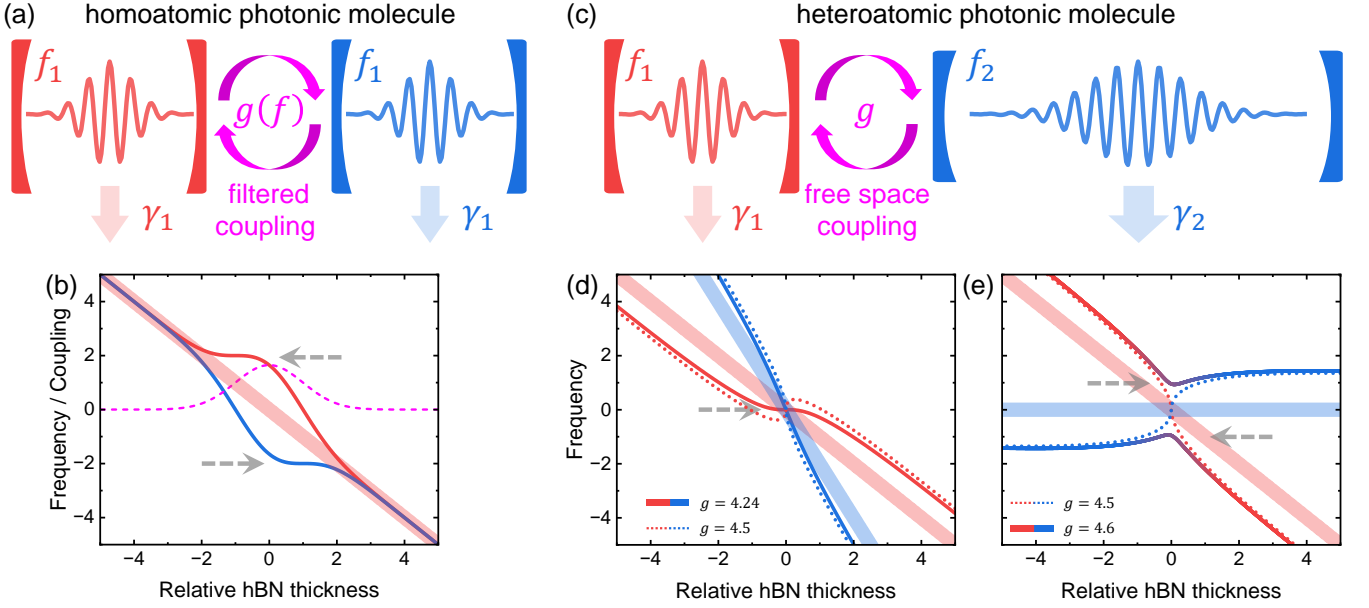 (a) homoatomic photonic molecule
f₁ g(f) f₁
filtered
coupling
γ₁ γ₁
(c) heteroatomic photonic molecule
f₁ g f₂
free space
coupling
γ₁ γ₂
(b)
Frequency / Coupling
4
2
0
−2
−4
−4 −2 0 2 4
Relative hBN thickness
(d)
Frequency
4
2
0
−2
−4
g = 4.24
g = 4.5
−4 −2 0 2 4
Relative hBN thickness
(e)
g = 4.5
g = 4.6
−4 −2 0 2 4
Relative hBN thickness